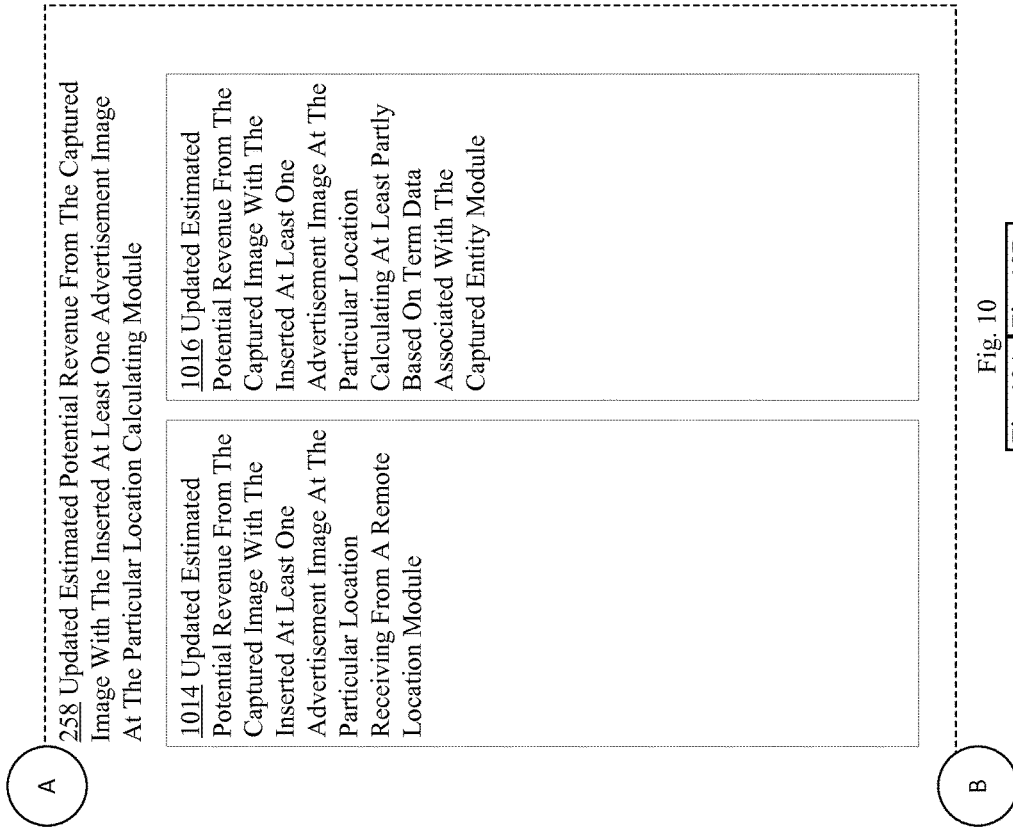 A
258 Updated Estimated Potential Revenue From The Captured
Image With The Inserted At Least One Advertisement Image
At The Particular Location Calculating Module
1014 Updated Estimated
Potential Revenue From The
Captured Image With The
Inserted At Least One
Advertisement Image At The
Particular Location
Receiving From A Remote
Location Module
1016 Updated Estimated
Potential Revenue From The
Captured Image With The
Inserted At Least One
Advertisement Image At The
Particular Location
Calculating At Least Partly
Based On Term Data
Associated With The
Captured Entity Module
B
Fig. 10